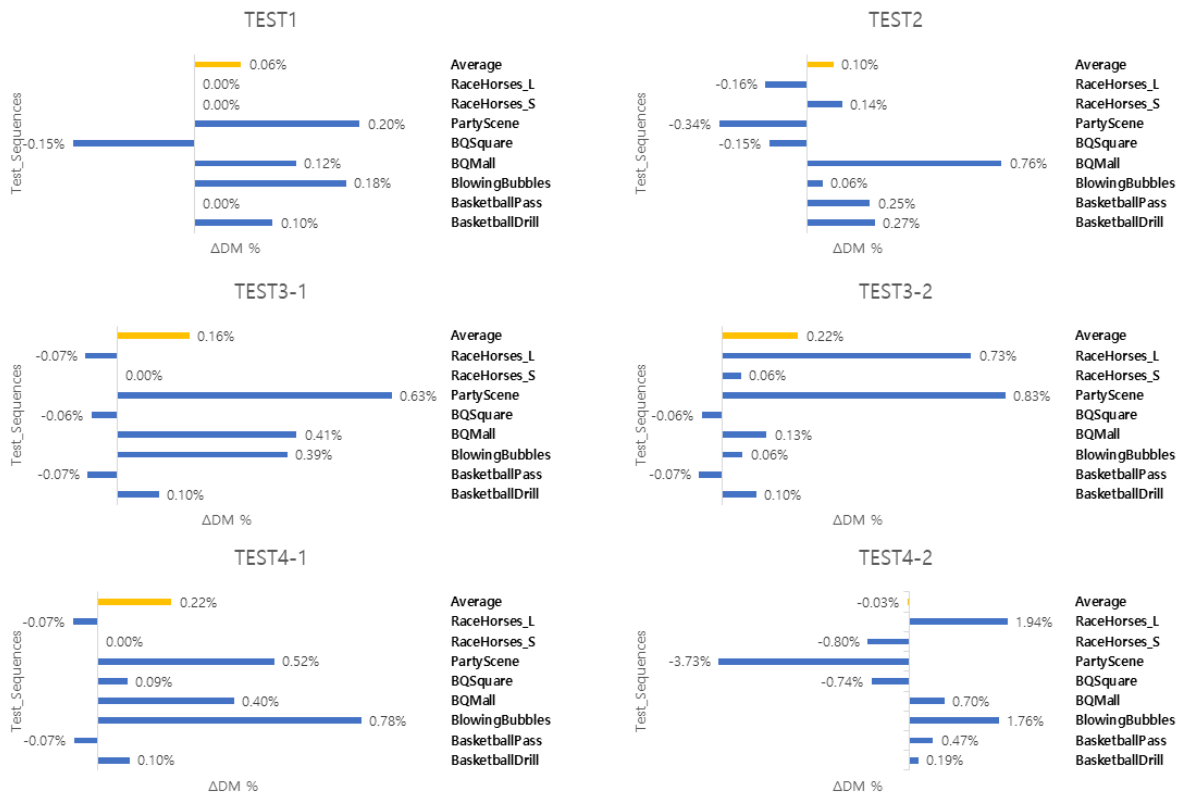 TEST1
0.06% Average
0.00% RaceHorses_L
0.00% RaceHorses_S
0.20% PartyScene
-0.15% BQSquare
0.12% BQMall
0.18% BlowingBubbles
0.00% BasketballPass
0.10% BasketballDrill
Test_Sequences
ΔDM %
TEST2
0.10% Average
-0.16% RaceHorses_L
0.14% RaceHorses_S
-0.34% PartyScene
-0.15% BQSquare
0.76% BQMall
0.06% BlowingBubbles
0.25% BasketballPass
0.27% BasketballDrill
Test_Sequences
ΔDM %
TEST3-1
0.16% Average
-0.07% RaceHorses_L
0.00% RaceHorses_S
0.63% PartyScene
-0.06% BQSquare
0.41% BQMall
0.39% BlowingBubbles
-0.07% BasketballPass
0.10% BasketballDrill
Test_Sequences
ΔDM %
TEST3-2
0.22% Average
0.73% RaceHorses_L
0.06% RaceHorses_S
0.83% PartyScene
-0.06% BQSquare
0.13% BQMall
0.06% BlowingBubbles
-0.07% BasketballPass
0.10% BasketballDrill
Test_Sequences
ΔDM %
TEST4-1
0.22% Average
-0.07% RaceHorses_L
0.00% RaceHorses_S
0.52% PartyScene
0.09% BQSquare
0.40% BQMall
0.78% BlowingBubbles
-0.07% BasketballPass
0.10% BasketballDrill
Test_Sequences
ΔDM %
TEST4-2
-0.03% Average
1.94% RaceHorses_L
-0.80% RaceHorses_S
-3.73% PartyScene
-0.74% BQSquare
0.70% BQMall
1.76% BlowingBubbles
0.47% BasketballPass
0.19% BasketballDrill
Test_Sequences
ΔDM %